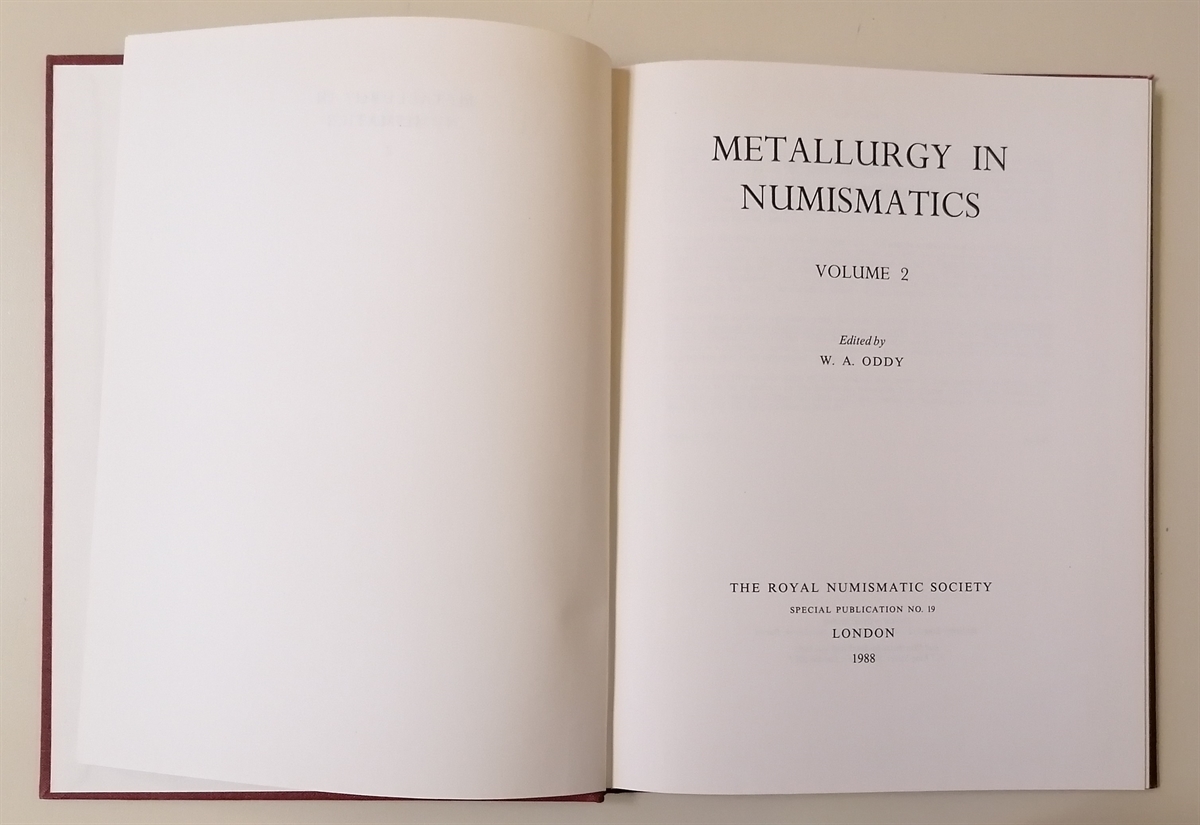 METALLURGY IN
NUMISMATICS
VOLUME 2
Edited by
W. A. ODDY
THE ROYAL NUMISMATIC SOCIETY
SPECIAL PUBLICATION NO. 19
LONDON
1988